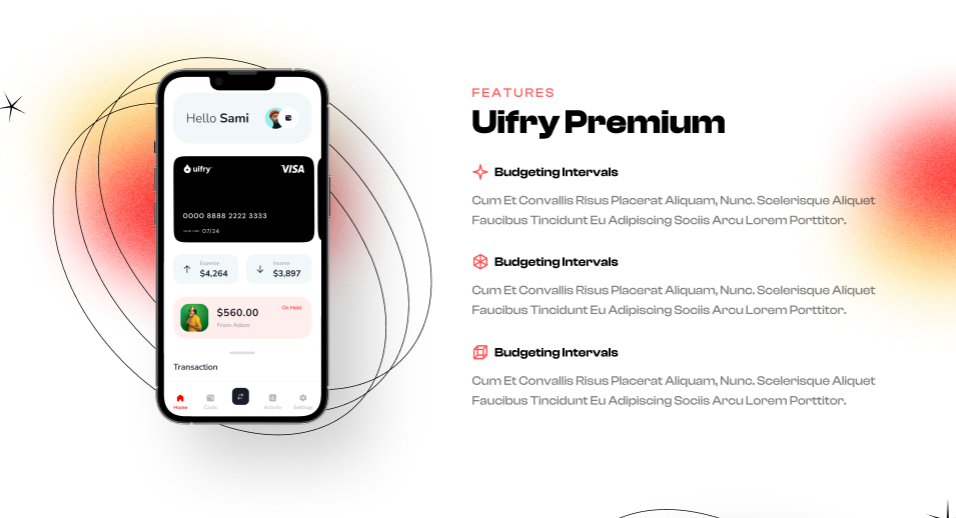 Hello Sami
uifry
VISA
0000 8888 2222 3333
07/24
Expense
$4,264
Income
$3,897
$560.00
On Hold
From Adam
Transaction
Home
Cards
Activity
Settings
FEATURES
Uifry Premium
Budgeting Intervals
Cum Et Convallis Risus Placerat Aliquam, Nunc. Scelerisque Aliquet
Faucibus Tincidunt Eu Adipiscing Sociis Arcu Lorem Porttitor.
Budgeting Intervals
Cum Et Convallis Risus Placerat Aliquam, Nunc. Scelerisque Aliquet
Faucibus Tincidunt Eu Adipiscing Sociis Arcu Lorem Porttitor.
Budgeting Intervals
Cum Et Convallis Risus Placerat Aliquam, Nunc. Scelerisque Aliquet
Faucibus Tincidunt Eu Adipiscing Sociis Arcu Lorem Porttitor.